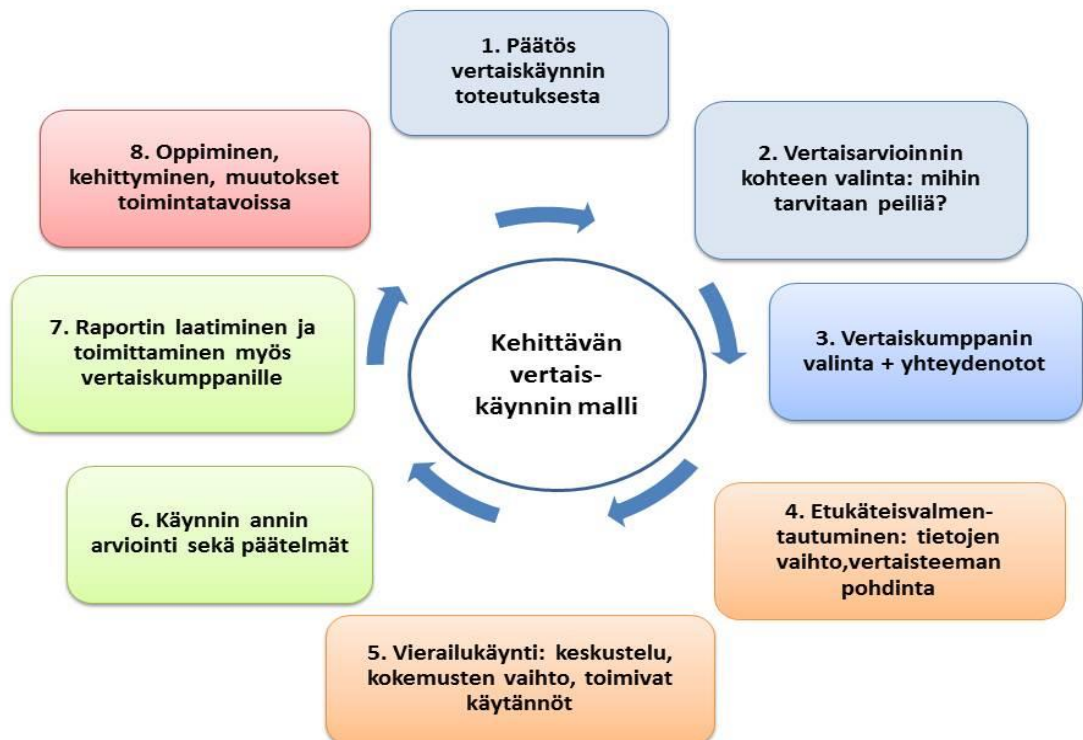 1. Päätös
vertaiskäynnin
toteutuksesta
2. Vertaisarvioinnin
kohteen valinta: mihin
tarvitaan peiliä?
3. Vertaiskumppanin
valinta + yhteydenotot
4. Etukäteisvalmen-
tautuminen: tietojen
vaihto,vertaisteeman
pohdinta
5. Vierailukäynti: keskustelu,
kokemusten vaihto, toimivat
käytännöt
6. Käynnin annin
arviointi sekä päätelmät
7. Raportin laatiminen ja
toimittaminen myös
vertaiskumppanille
8. Oppiminen,
kehittyminen, muutokset
toimintatavoissa
Kehittävän
vertais-
käynnin malli